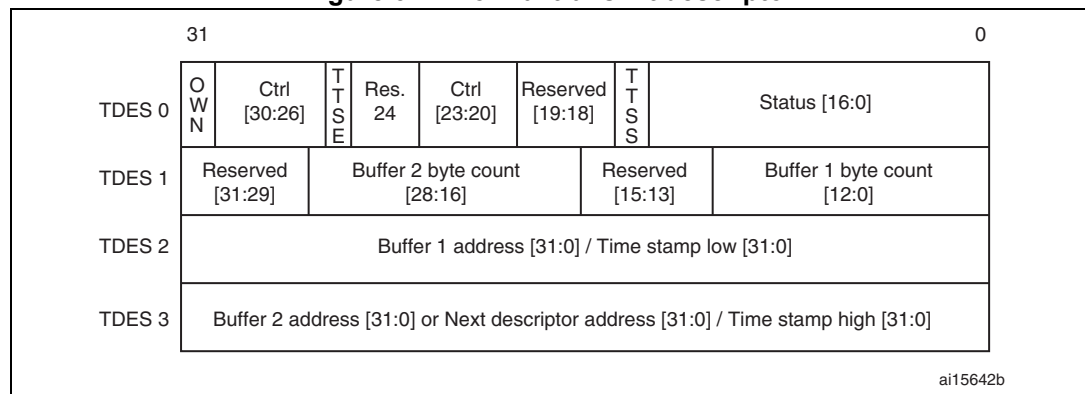 31 0
TDES 0
OWN
Ctrl
[30:26]
TTSE
Res.
24
Ctrl
[23:20]
Reserved
[19:18]
TTSS
Status [16:0]
TDES 1
Reserved
[31:29]
Buffer 2 byte count
[28:16]
Reserved
[15:13]
Buffer 1 byte count
[12:0]
TDES 2
Buffer 1 address [31:0] / Time stamp low [31:0]
TDES 3
Buffer 2 address [31:0] or Next descriptor address [31:0] / Time stamp high [31:0]
ai15642b